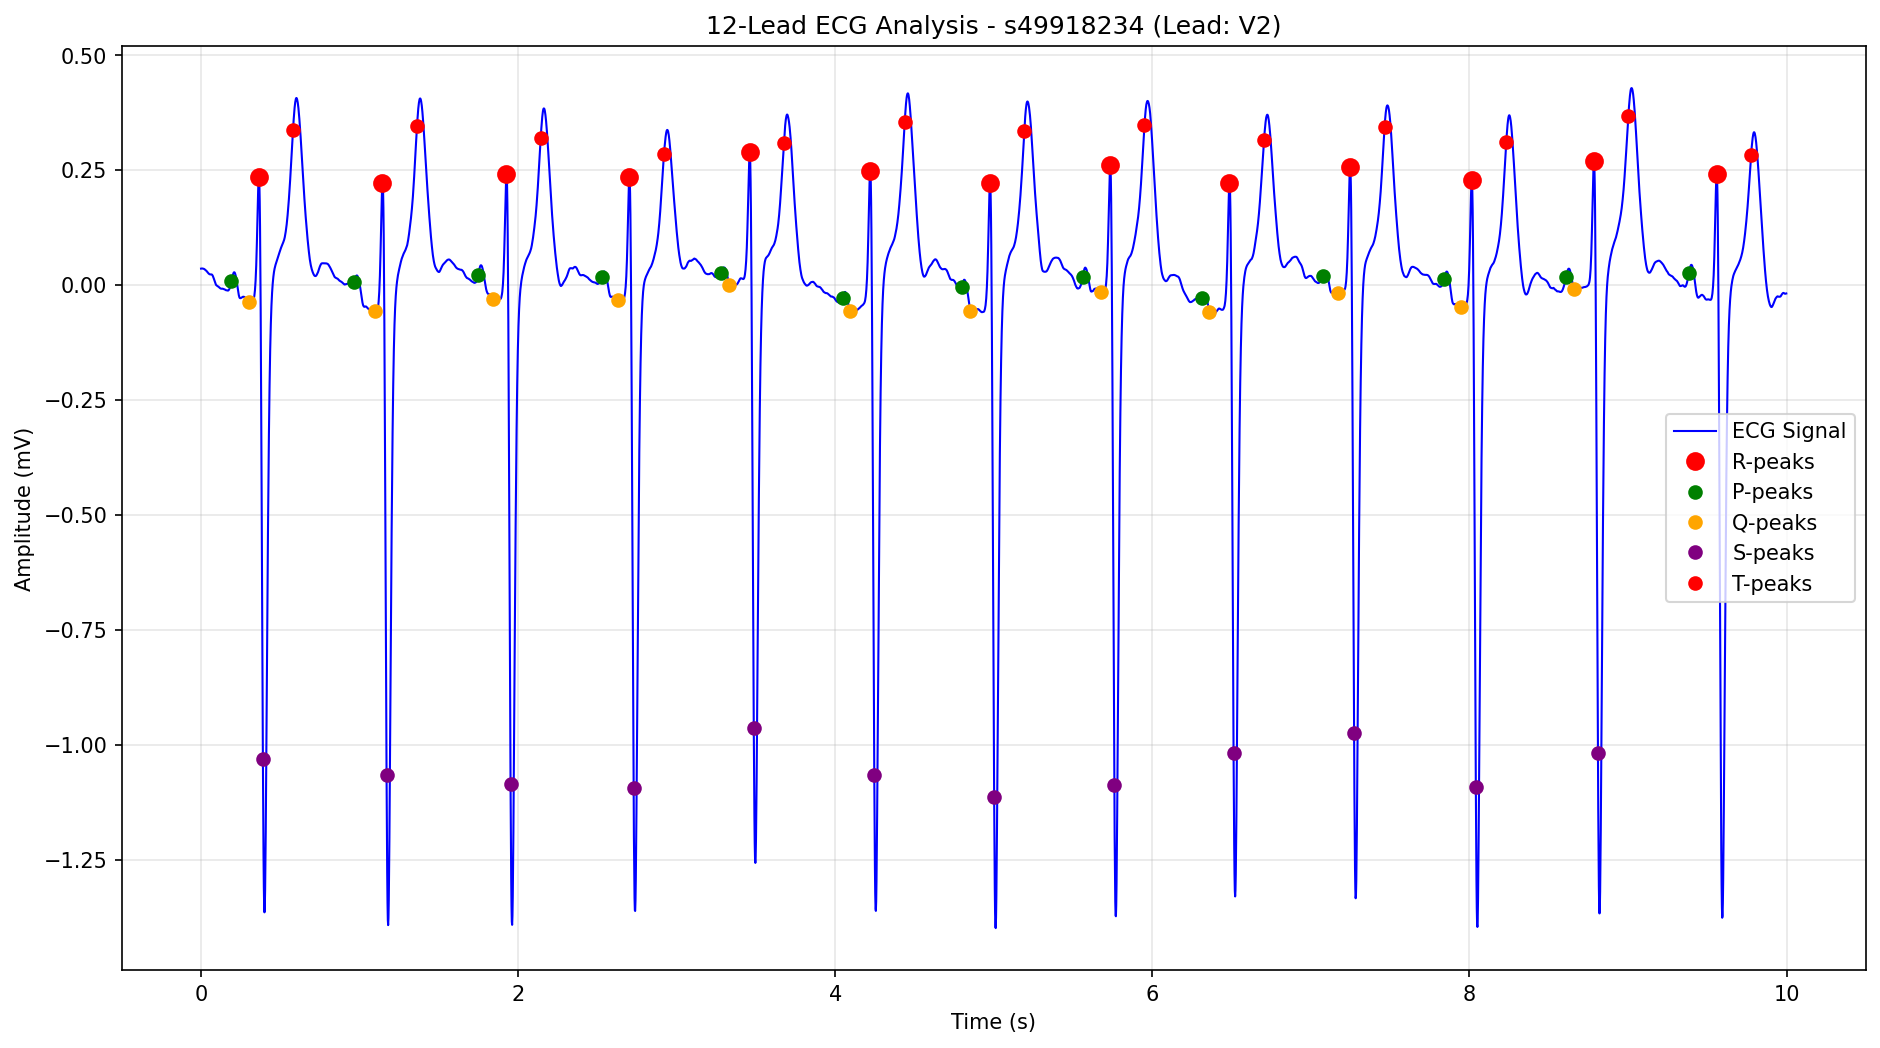 12-Lead ECG Analysis - s49918234 (Lead: V2)
0.50
0.25
0.00
−0.25
−0.50
−0.75
−1.00
−1.25
Amplitude (mV)
ECG Signal
R-peaks
P-peaks
Q-peaks
S-peaks
T-peaks
0 2 4 6 8 10
Time (s)